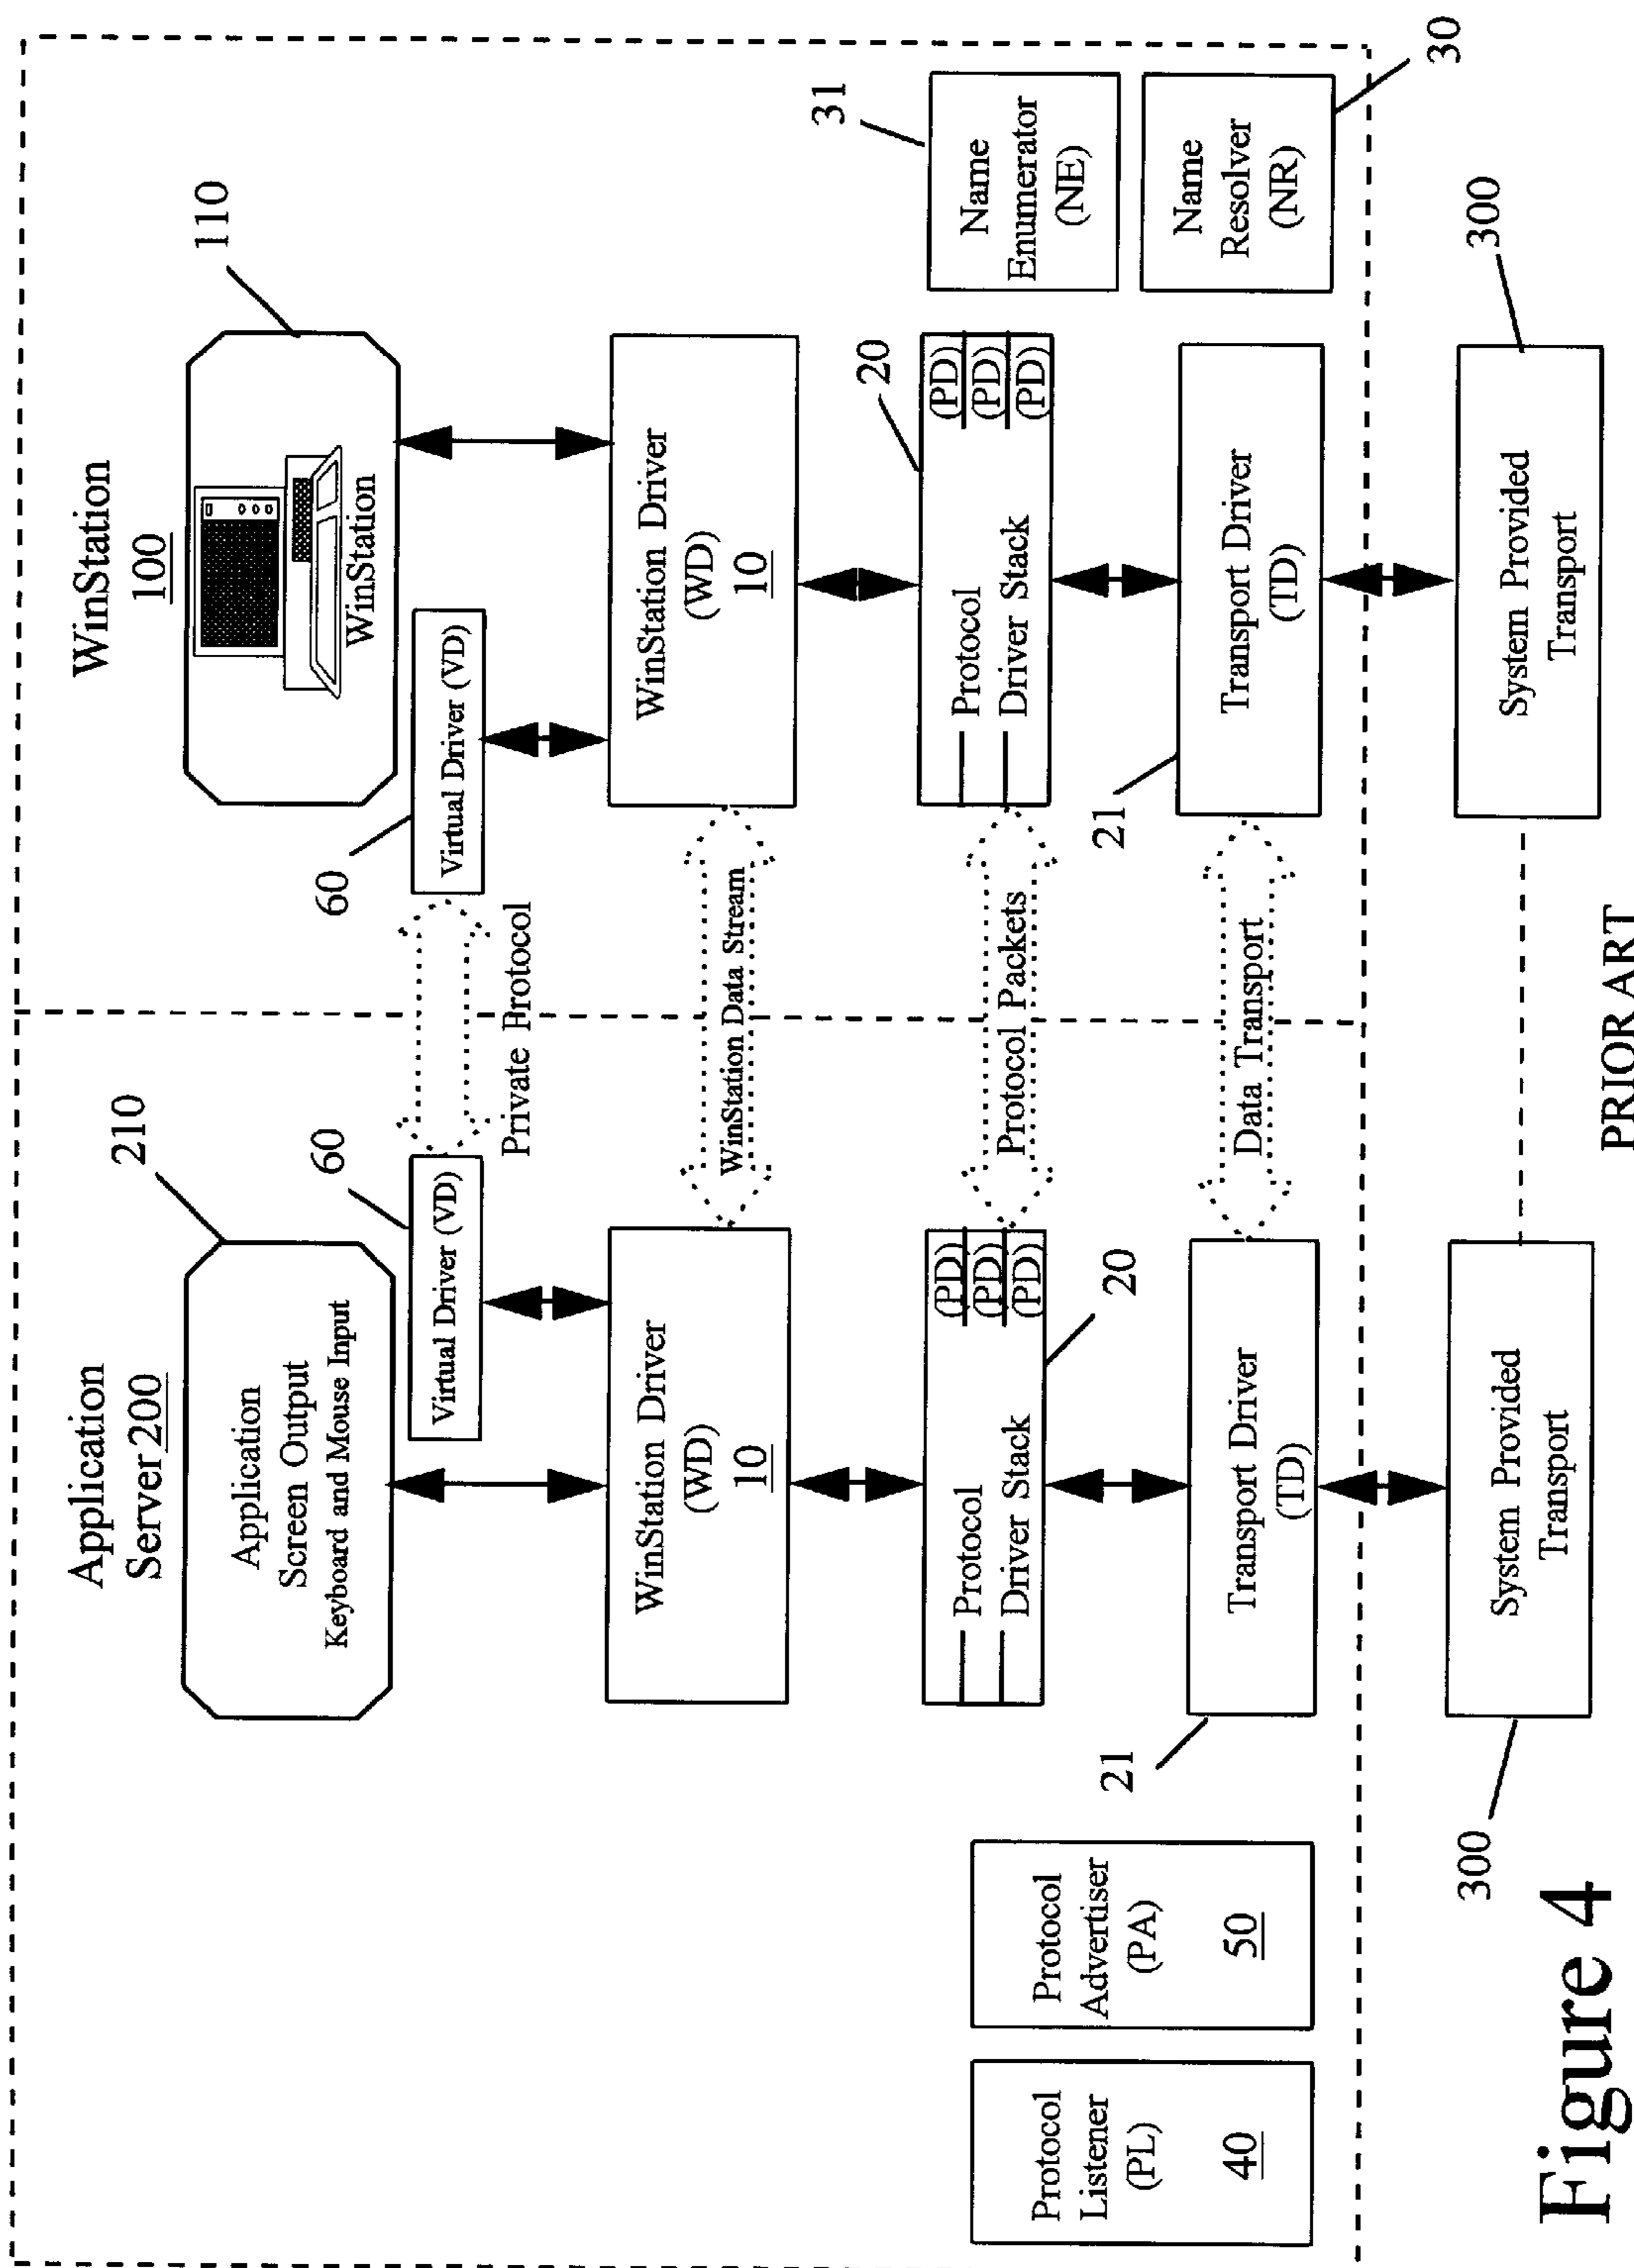 Application
Server 200
WinStation
100
210
110
Application
Screen Output
Keyboard and Mouse Input
WinStation
60
Virtual Driver (VD)
Private Protocol
60
Virtual Driver (VD)
WinStation Driver
(WD)
10
WinStation Data Stream
WinStation Driver
(WD)
10
31
Name
Enumerator
(NE)
Protocol
Driver Stack
(PD)
(PD)
(PD)
20
Protocol Packets
20
Protocol
Driver Stack
(PD)
(PD)
(PD)
Name
Resolver
(NR)
30
Protocol
Listener
(PL)
40
Protocol
Advertiser
(PA)
50
21
Transport Driver
(TD)
Data Transport
21
Transport Driver
(TD)
300
System Provided
Transport
System Provided
Transport
300
Figure 4
PRIOR ART